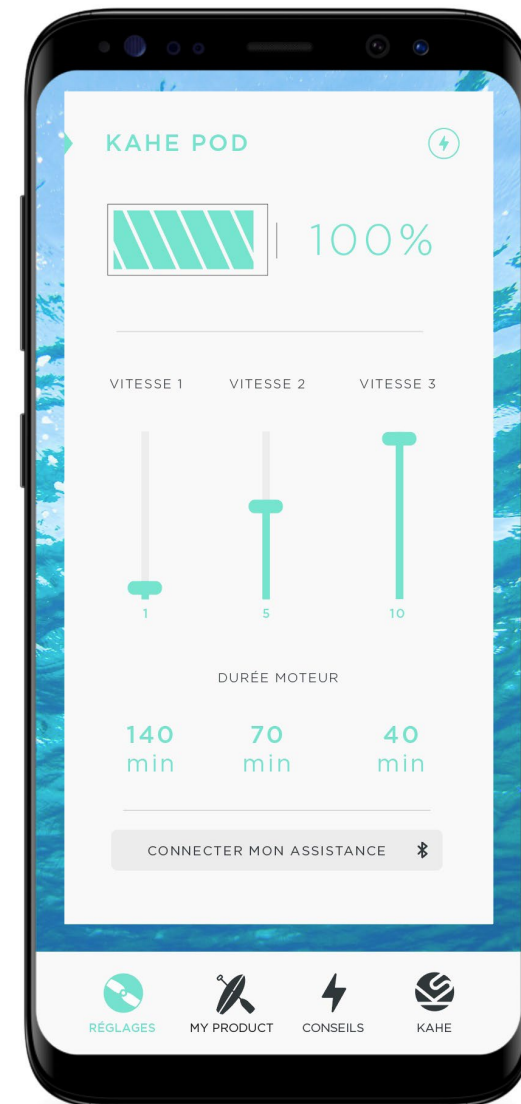 KAHE POD
100%
VITESSE 1 VITESSE 2 VITESSE 3
1 5 10
DURÉE MOTEUR
140 70 40
min min min
CONNECTER MON ASSISTANCE
RÉGLAGES MY PRODUCT CONSEILS KAHE